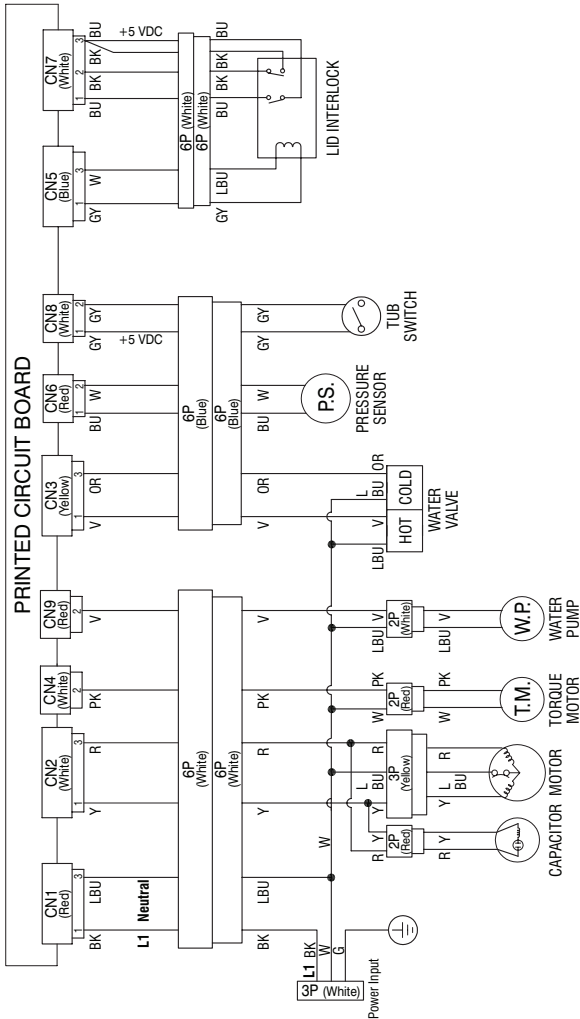 PRINTED CIRCUIT BOARD
CN1
(Red)
1
3
CN2
(White)
1
3
CN4
(White)
2
CN9
(Red)
2
CN3
(Yellow)
1
3
CN6
(Red)
1
2
CN8
(White)
1
2
CN5
(Blue)
1
3
CN7
(White)
1
2
3
BK
LBU
Y
R
PK
V
V
OR
BU
W
GY
GY
GY
W
BU
BK
BK
BU
L1
Neutral
+5 VDC
+5 VDC
6P
(White)
6P
(White)
6P
(Blue)
6P
(Blue)
6P (White)
6P (White)
BK
LBU
Y
R
PK
V
V
OR
BU
W
GY
GY
GY
LBU
BU
BK
BK
BU
LID INTERLOCK
TUB
SWITCH
P.S.
PRESSURE
SENSOR
LBU
V
L
BU
OR
HOT
COLD
WATER
VALVE
LBU
V
2P
(White)
LBU
V
W.P.
WATER
PUMP
W
PK
2P
(Red)
W
PK
T.M.
TORQUE
MOTOR
W
R
Y
2P
(Red)
R
Y
Y
L
BU
R
3P
(Yellow)
Y
L
BU
R
CAPACITOR
MOTOR
L1
BK
W
G
3P (White)
Power Input